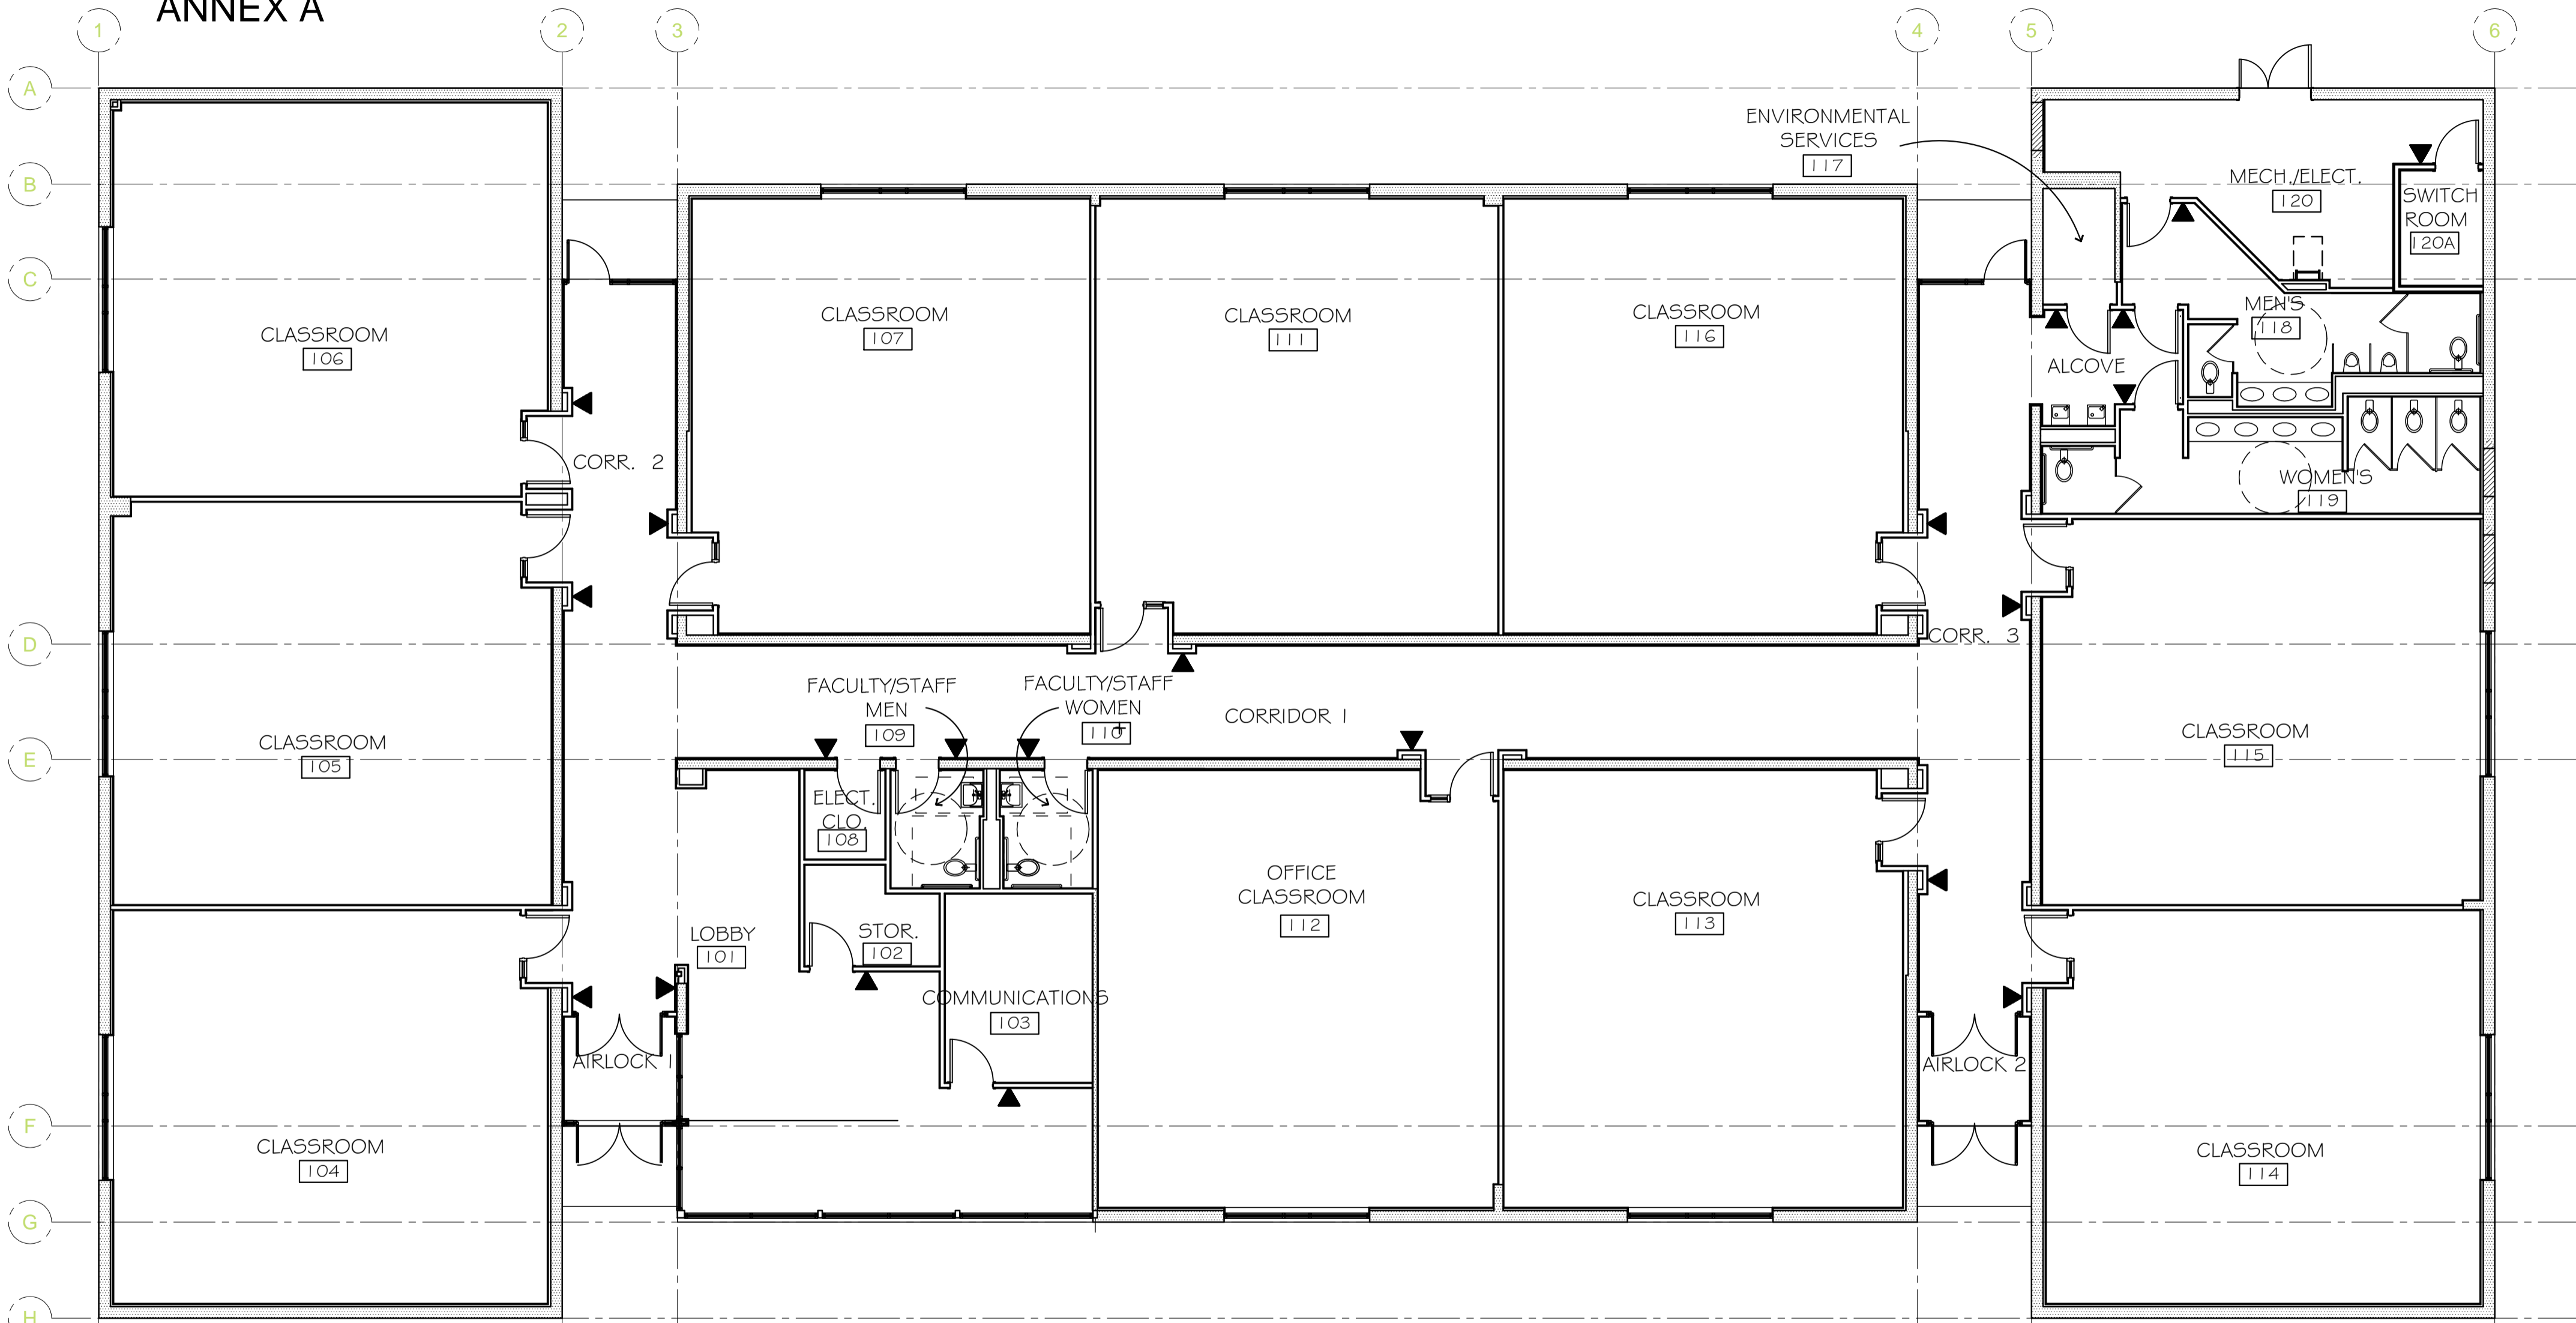 ANNEX A
1
2
3
4
5
6
A
B
C
D
E
F
G
H
ENVIRONMENTAL
SERVICES
117
MECH./ELECT.
120
SWITCH
ROOM
120A
CLASSROOM
106
CLASSROOM
107
CLASSROOM
111
CLASSROOM
116
MEN'S
118
ALCOVE
CORR. 2
WOMEN'S
119
CORR. 3
FACULTY/STAFF
MEN
109
FACULTY/STAFF
WOMEN
110
CORRIDOR 1
CLASSROOM
105
CLASSROOM
115
ELECT.
CLO.
108
OFFICE
CLASSROOM
112
CLASSROOM
113
LOBBY
101
STOR.
102
COMMUNICATIONS
103
AIRLOCK 1
AIRLOCK 2
CLASSROOM
104
CLASSROOM
114